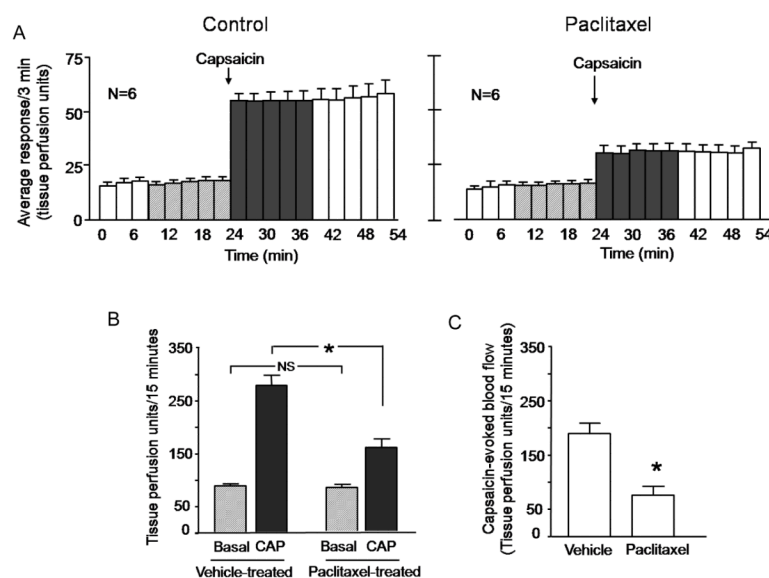 A
Control
Paclitaxel
Average response/3 min
(tissue perfusion units)
75
50
25
0
N=6
Capsaicin
0 6 12 18 24 30 36 42 48 54
Time (min)
N=6
Capsaicin
0 6 12 18 24 30 36 42 48 54
Time (min)
B
Tissue perfusion units/15 minutes
350
250
150
50
0
NS
*
Basal CAP Basal CAP
Vehicle-treated Paclitaxel-treated
C
Capsaicin-evoked blood flow
(Tissue perfusion units/15 minutes)
350
250
150
50
0
*
Vehicle Paclitaxel